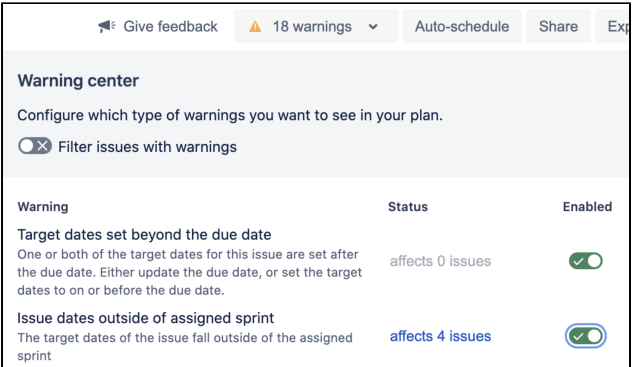 Give feedback 18 warnings Auto-schedule Share Exp
Warning center
Configure which type of warnings you want to see in your plan.
Filter issues with warnings
Warning Status Enabled
Target dates set beyond the due date
One or both of the target dates for this issue are set after
the due date. Either update the due date, or set the target
dates to on or before the due date.
affects 0 issues
Issue dates outside of assigned sprint
The target dates of the issue fall outside of the assigned
sprint
affects 4 issues